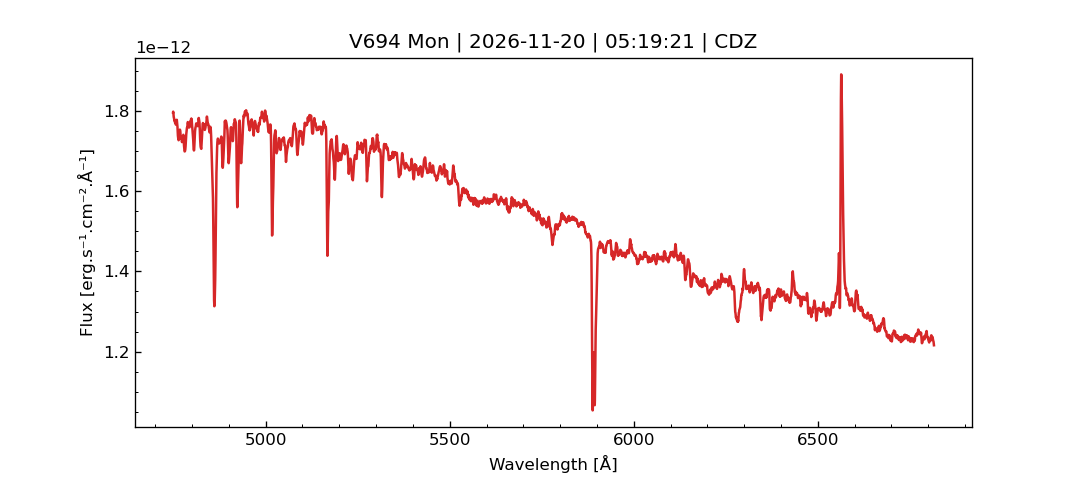 V694 Mon | 2026-11-20 | 05:19:21 | CDZ
1e−12
1.8
1.6
1.4
1.2
Flux [erg.s⁻¹.cm⁻².Å⁻¹]
5000 5500 6000 6500
Wavelength [Å]